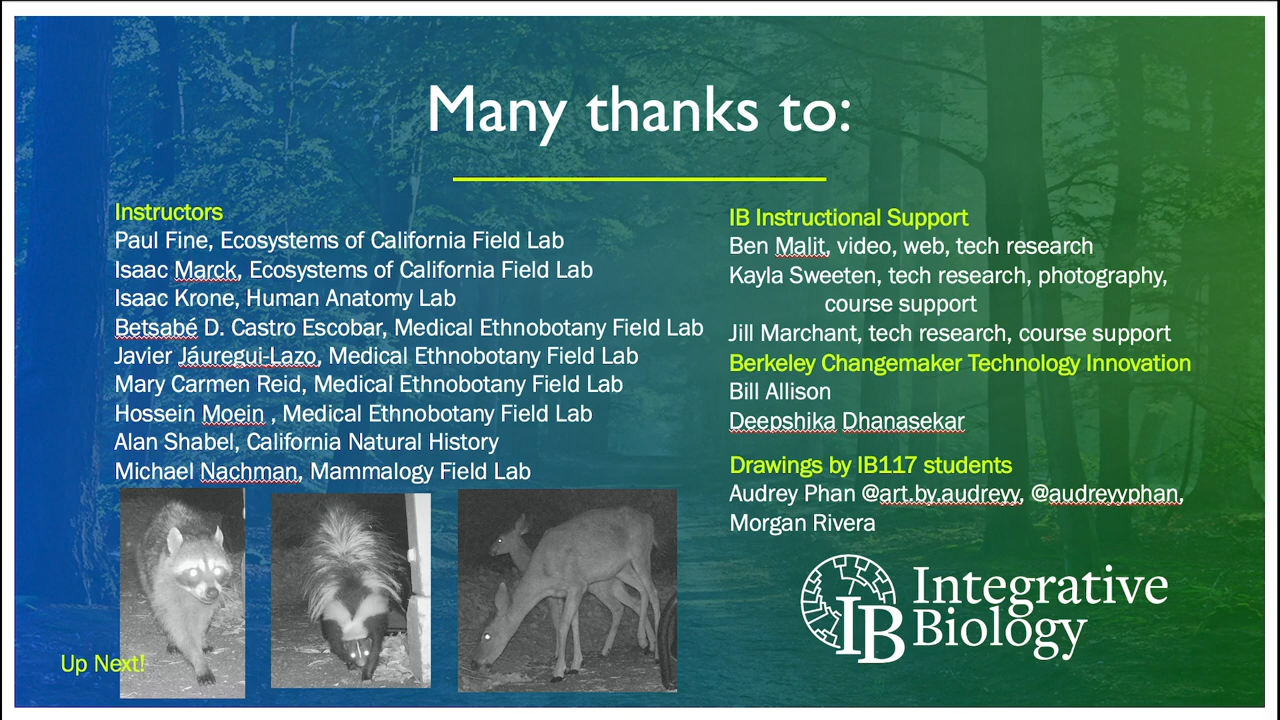 Many thanks to:
Instructors
Paul Fine, Ecosystems of California Field Lab
Isaac Marck, Ecosystems of California Field Lab
Isaac Krone, Human Anatomy Lab
Betsabé D. Castro Escobar, Medical Ethnobotany Field Lab
Javier Jáuregui-Lazo, Medical Ethnobotany Field Lab
Mary Carmen Reid, Medical Ethnobotany Field Lab
Hossein Moein , Medical Ethnobotany Field Lab
Alan Shabel, California Natural History
Michael Nachman, Mammalogy Field Lab
Up Next!
IB Instructional Support
Ben Malit, video, web, tech research
Kayla Sweeten, tech research, photography,
course support
Jill Marchant, tech research, course support
Berkeley Changemaker Technology Innovation
Bill Allison
Deepshika Dhanasekar
Drawings by IB117 students
Audrey Phan @art.by.audreyy, @audreyyphan,
Morgan Rivera
IB Integrative
Biology